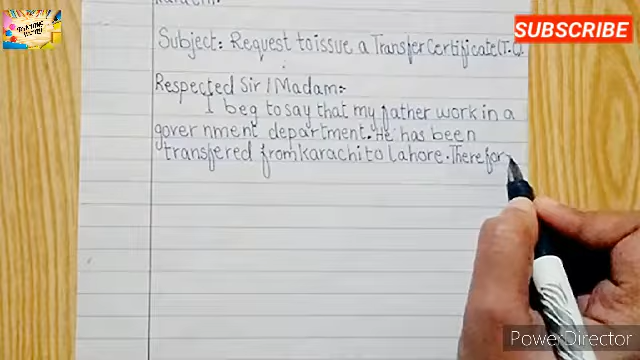 Karachi.
Subject: Request to issue a Transfer Certificate (T.C).
Respected Sir / Madam:-
I beg to say that my father work in a
government department. He has been
transfered from Karachi to Lahore. Therefor
SUBSCRIBE
PowerDirector